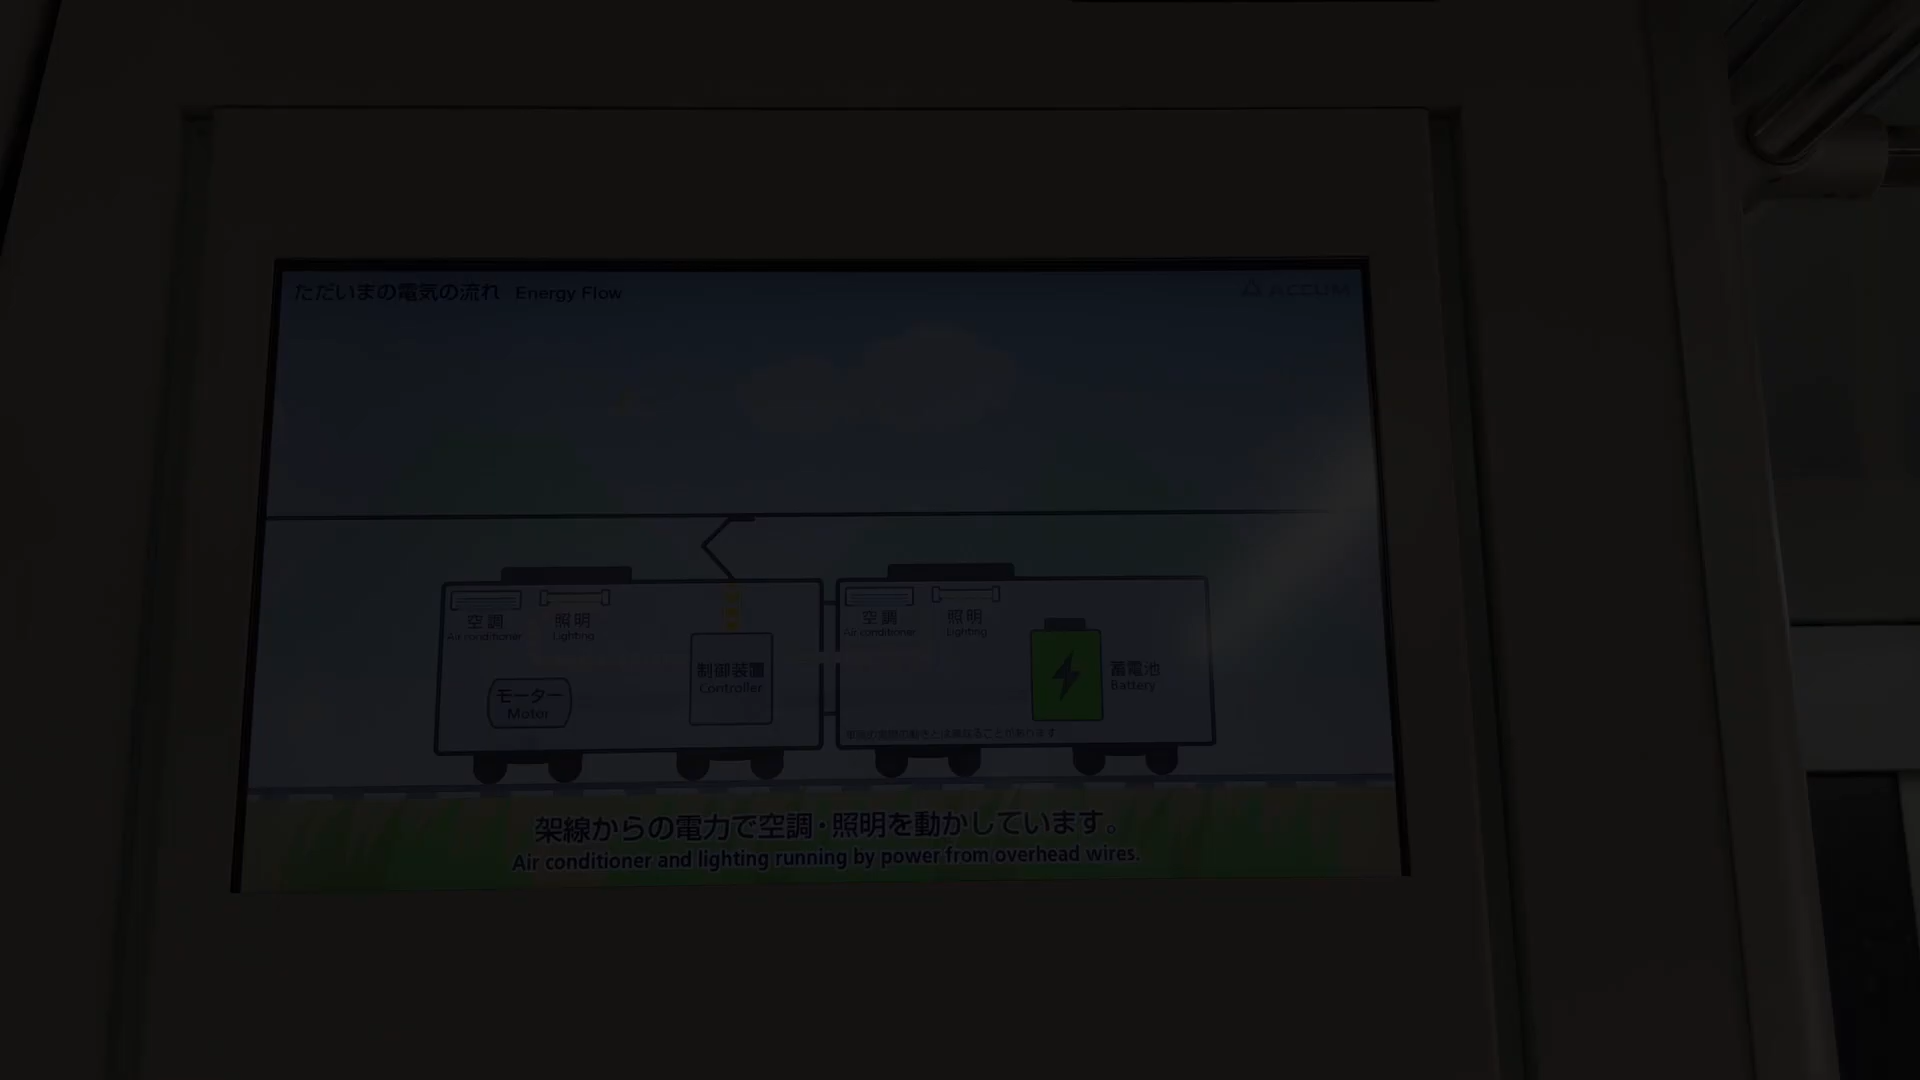 ただいまの電気の流れ Energy Flow
ACCUM
空調 照明 空調 照明
Air conditioner Lighting Air conditioner Lighting
制御装置
Controller
蓄電池
Battery
モーター
Motor
架線からの電力で空調・照明を動かしています。
Air conditioner and lighting running by power from overhead wires.